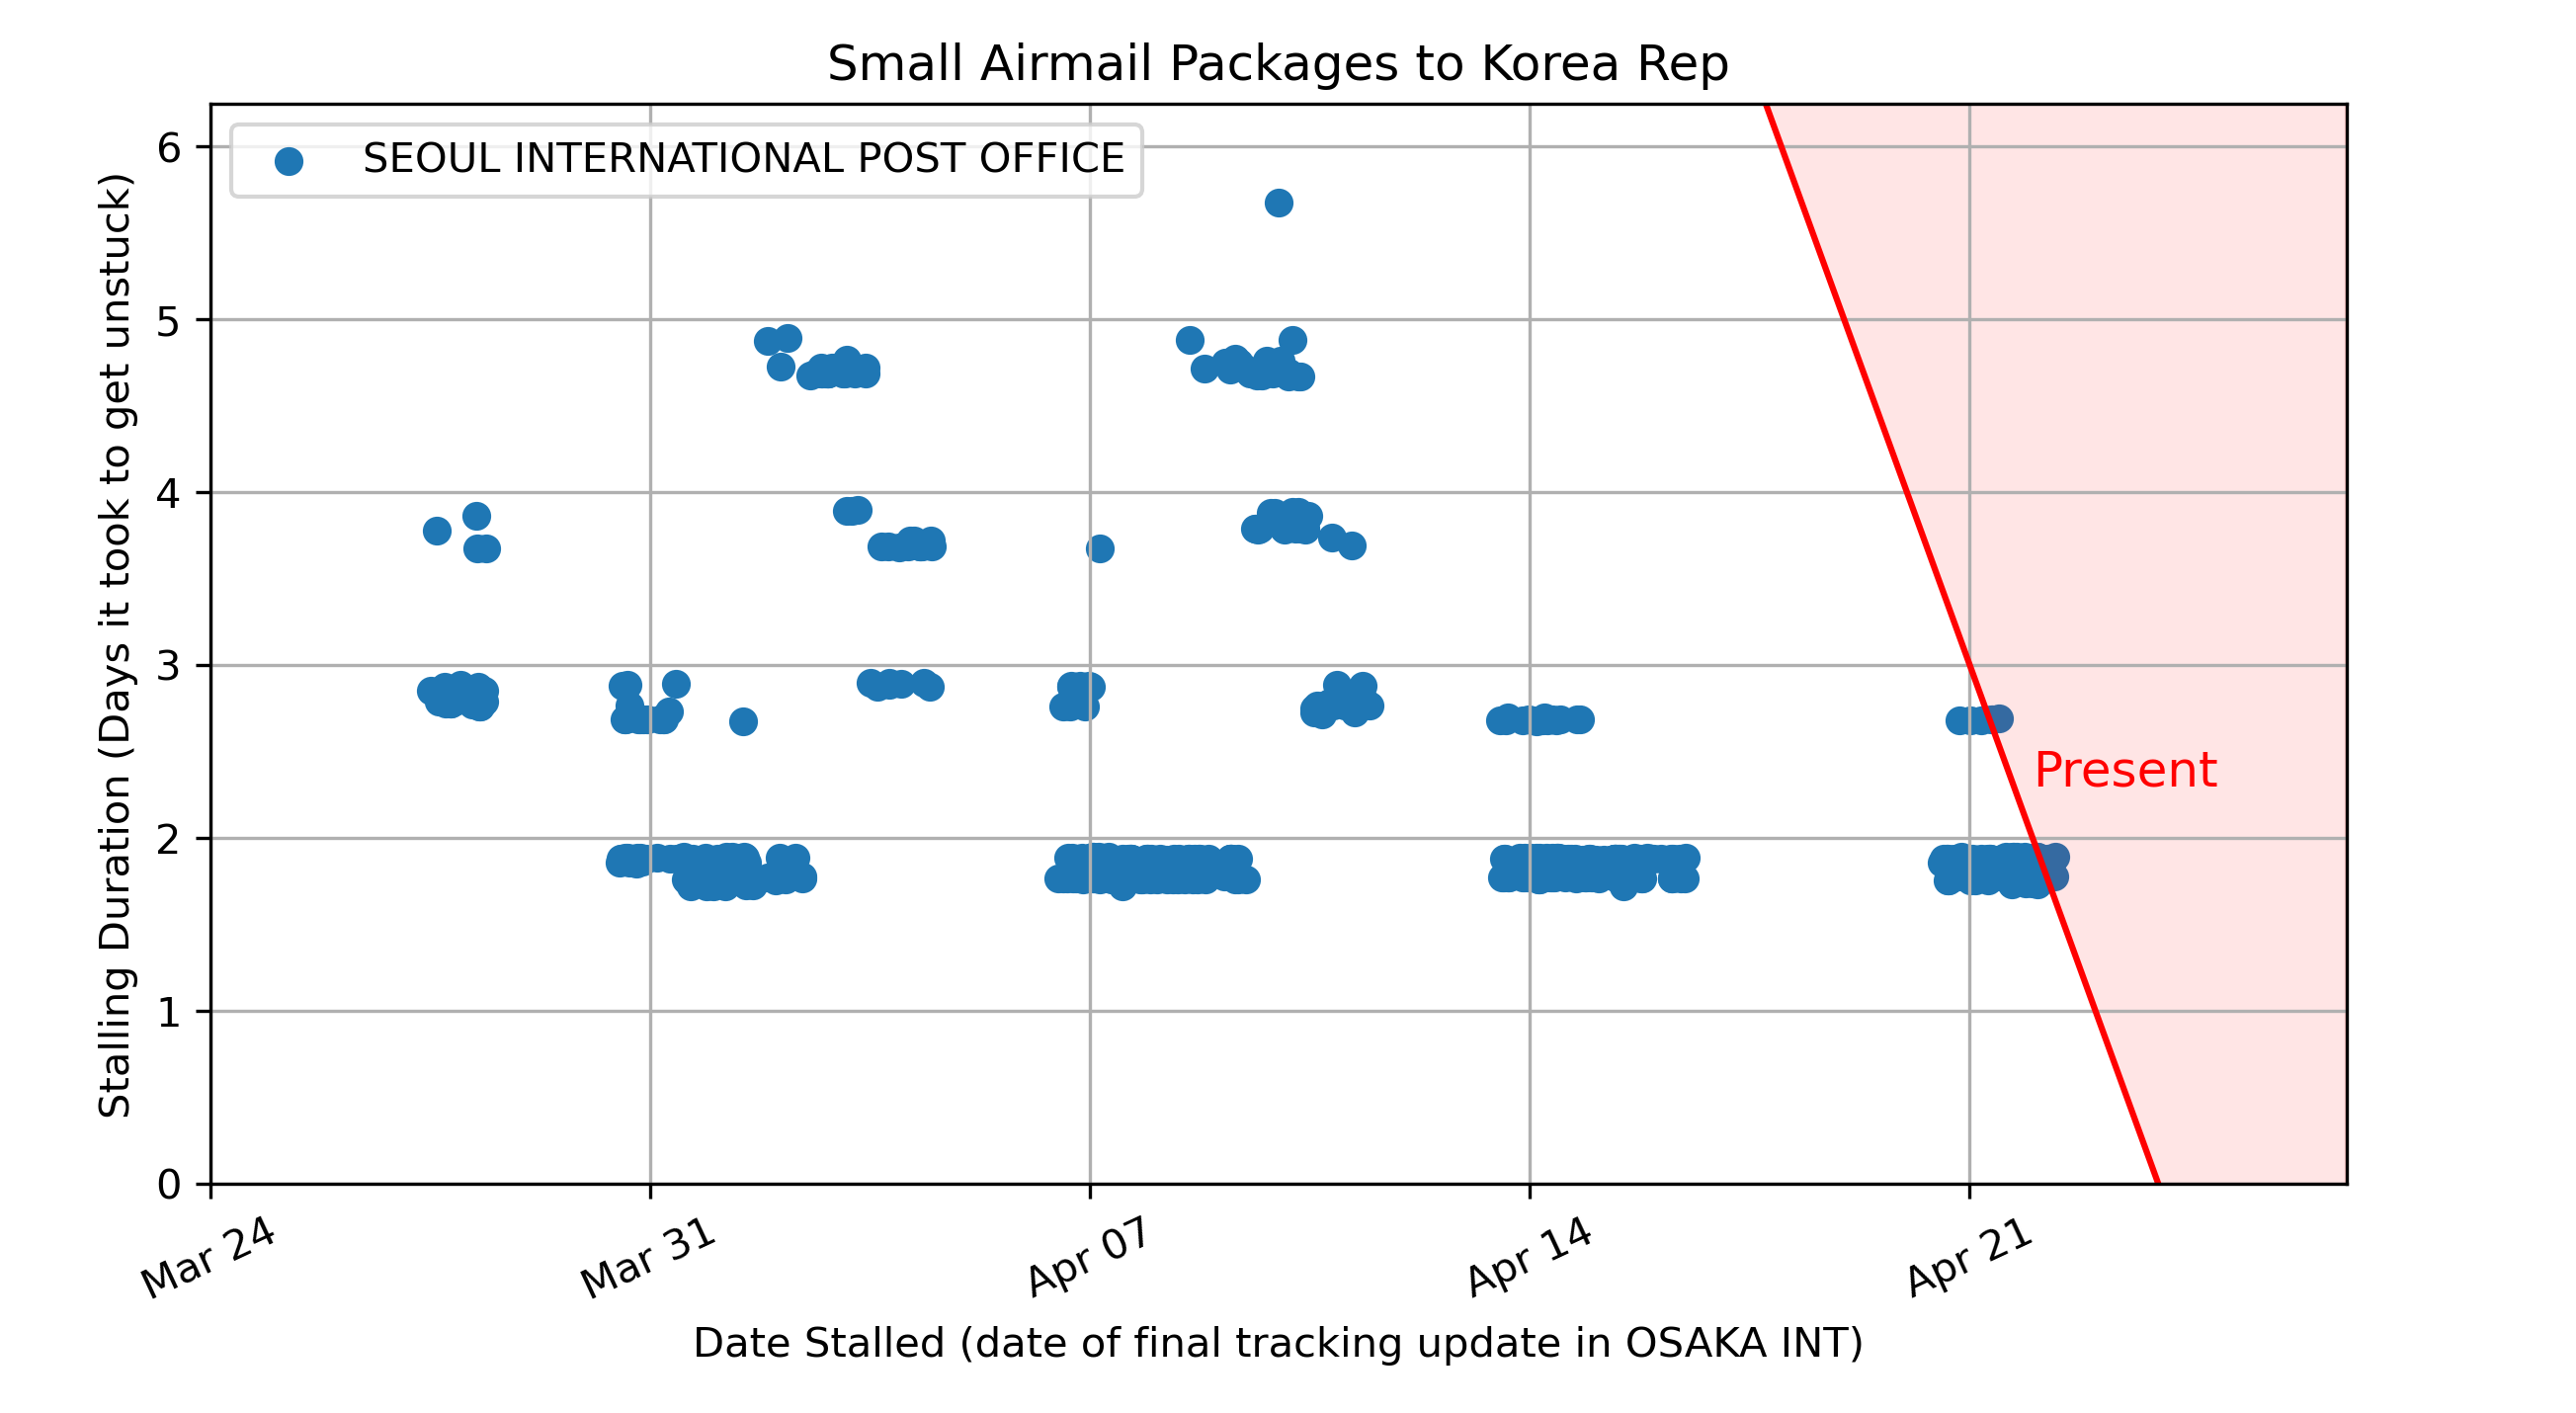 Small Airmail Packages to Korea Rep
SEOUL INTERNATIONAL POST OFFICE
Stalling Duration (Days it took to get unstuck)
6
5
4
3
2
1
0
Present
Mar 24
Mar 31
Apr 07
Apr 14
Apr 21
Date Stalled (date of final tracking update in OSAKA INT)